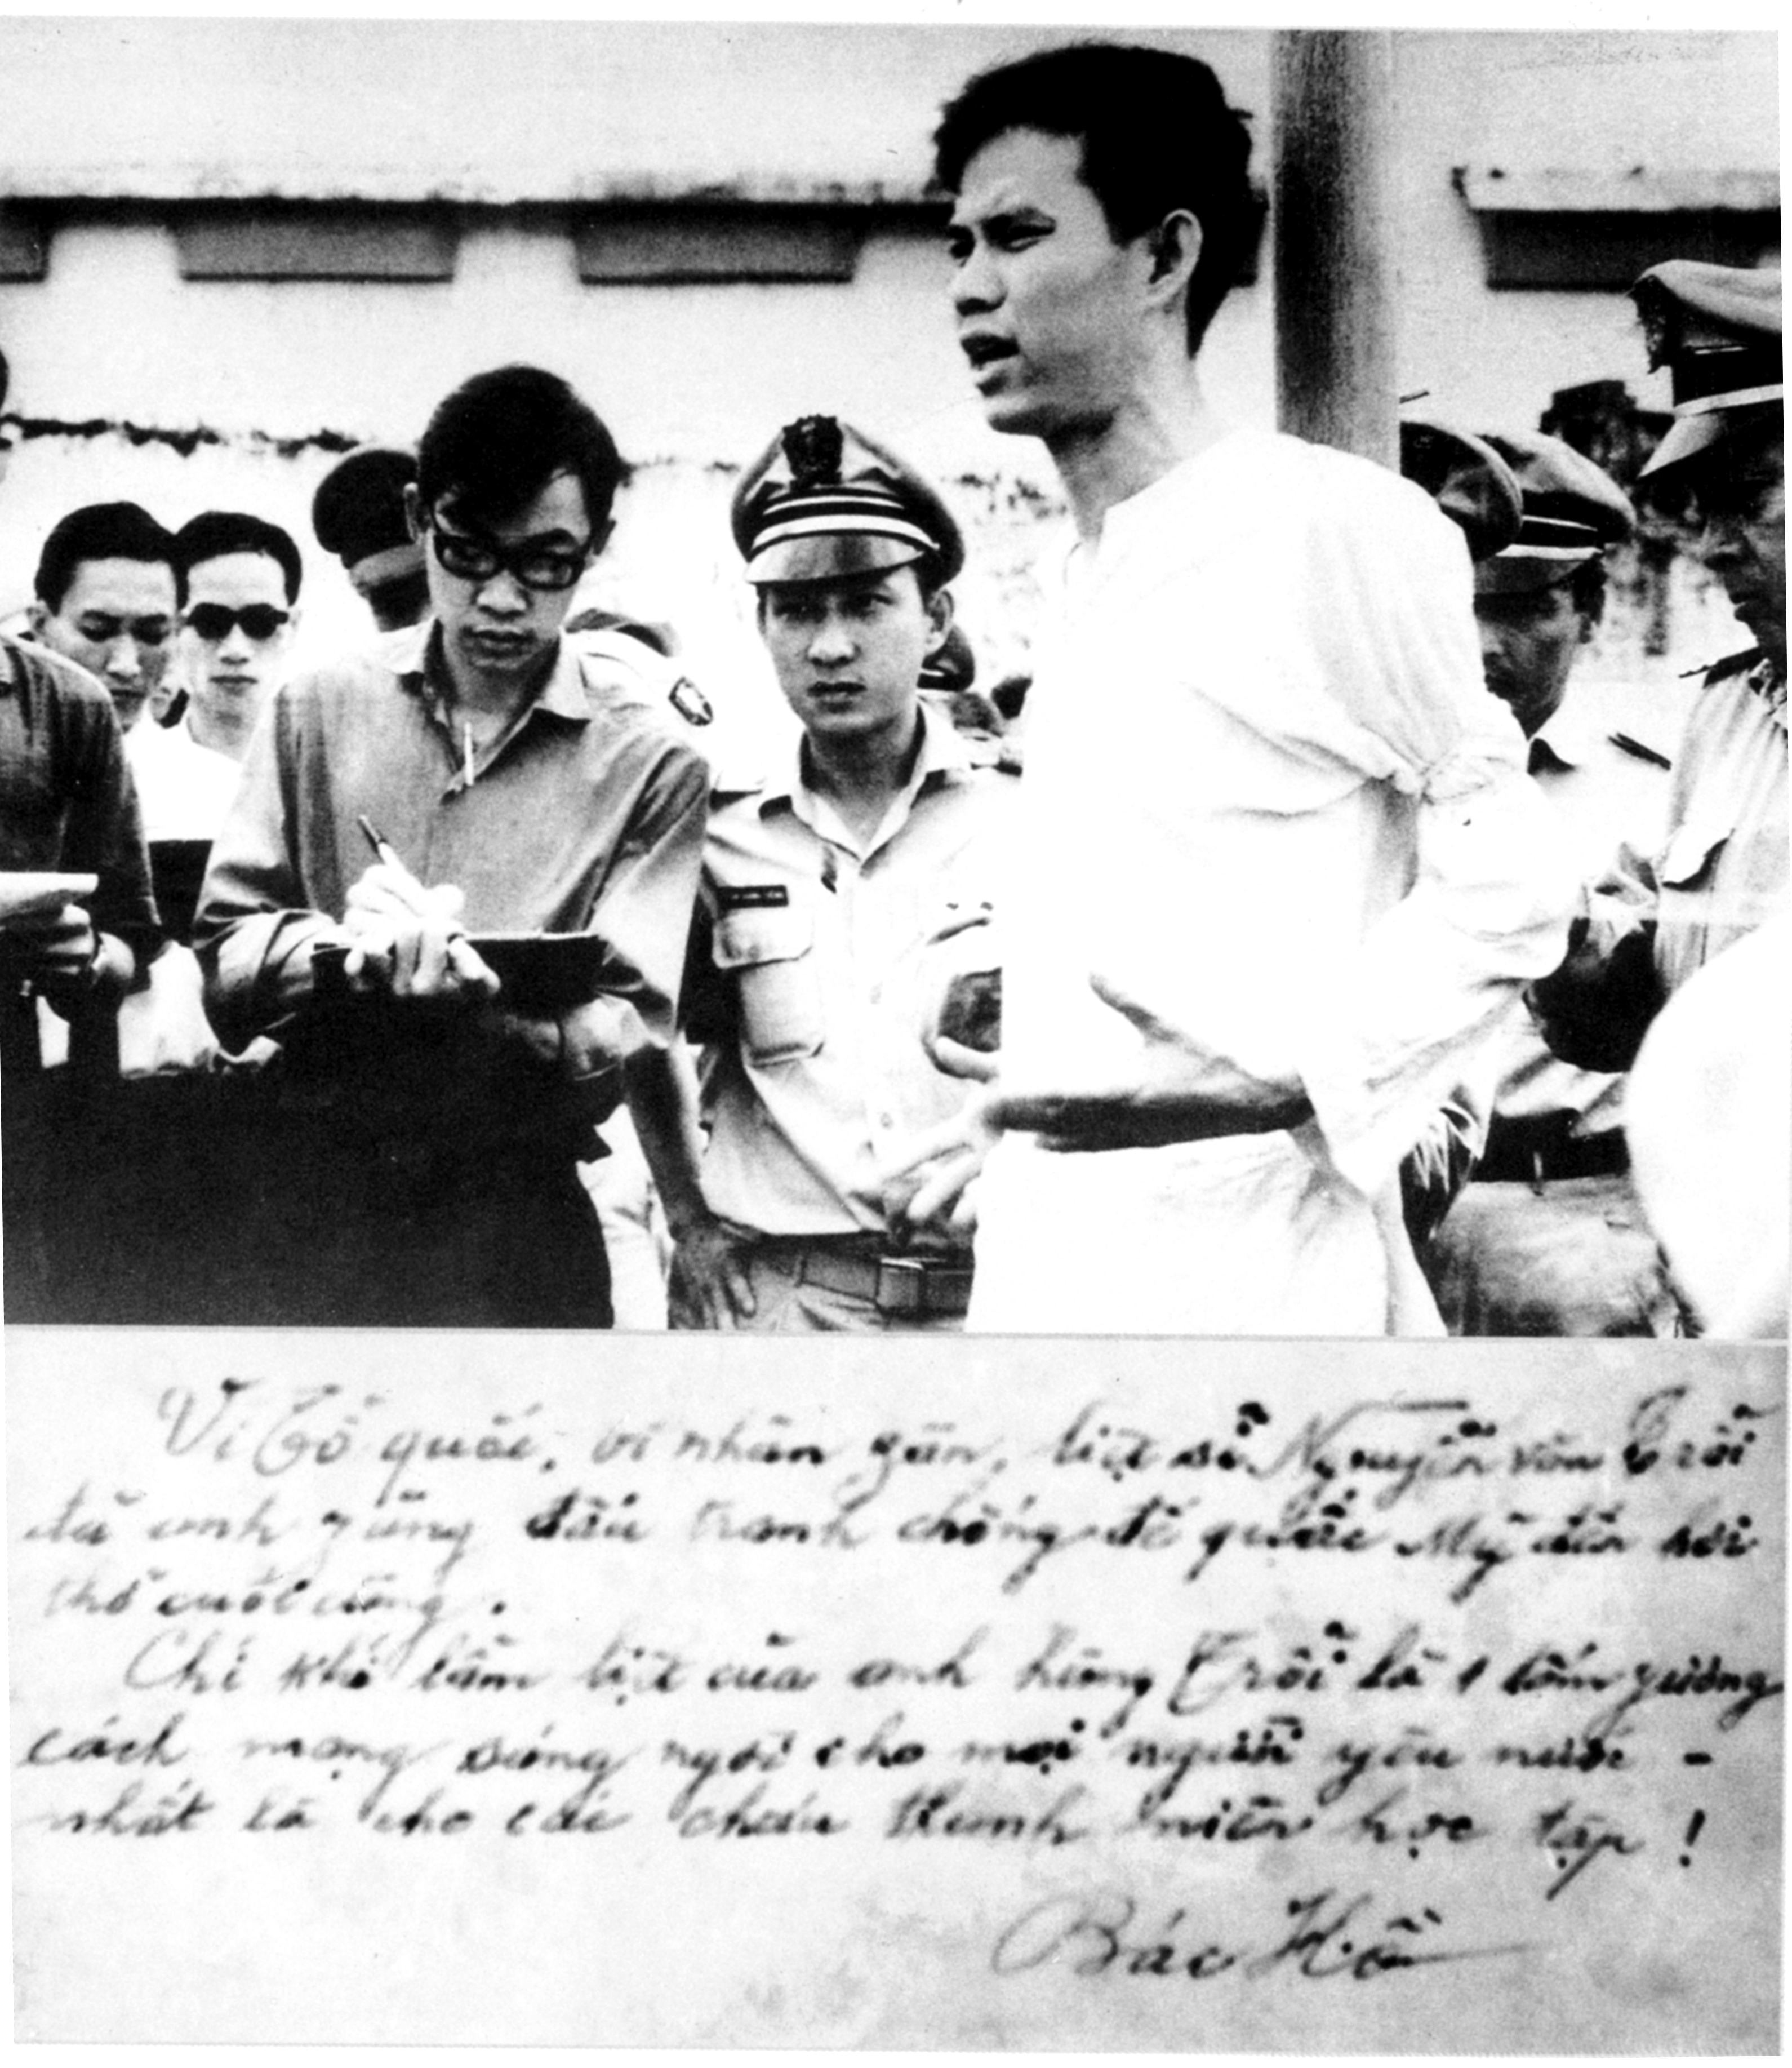 Vì Tổ quốc, vì nhân zân, liệt sĩ Nguyễn văn Trỗi
đã anh zũng đấu tranh chống đế quốc Mỹ đến hơi
thở cuối cùng.
Chí khí lẫm liệt của anh hùng Trỗi là 1 tấm gương
cách mạng sáng ngời cho mọi người yêu nước -
nhất là cho các cháu thanh niên học tập !
Bác Hồ